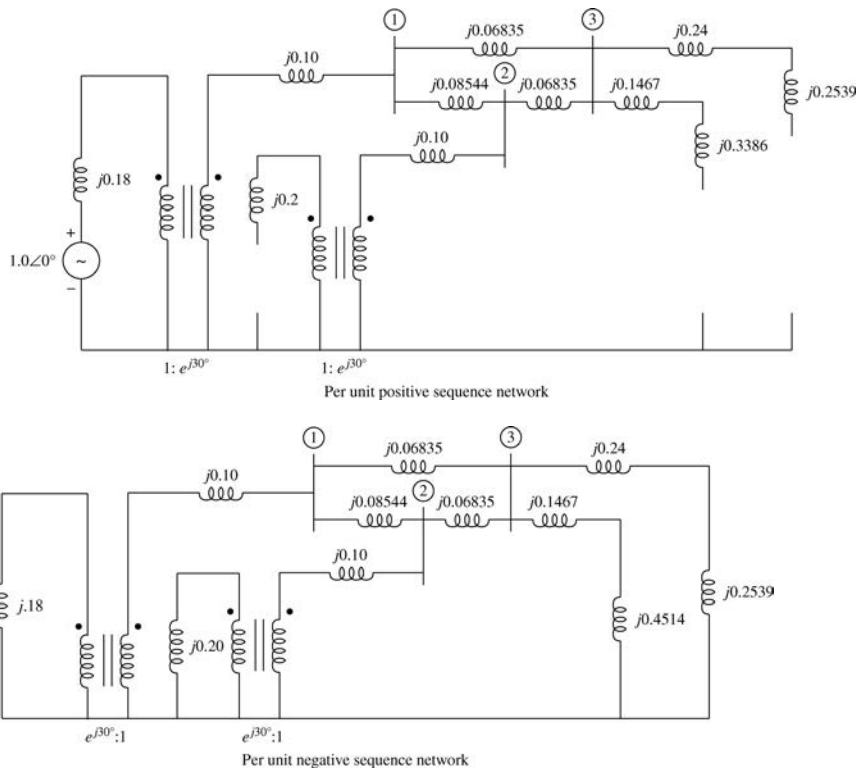 ①
③
j0.06835
j0.24
j0.10
②
j0.08544
j0.06835
j0.1467
j0.2539
j0.10
j0.3386
j0.18
j0.2
+
1.0∠0°
~
−
1: e^{j30°}
1: e^{j30°}
Per unit positive sequence network
①
③
j0.06835
j0.24
j0.10
②
j0.08544
j0.06835
j0.1467
j0.10
j.18
j0.20
j0.4514
j0.2539
e^{j30°}:1
e^{j30°}:1
Per unit negative sequence network